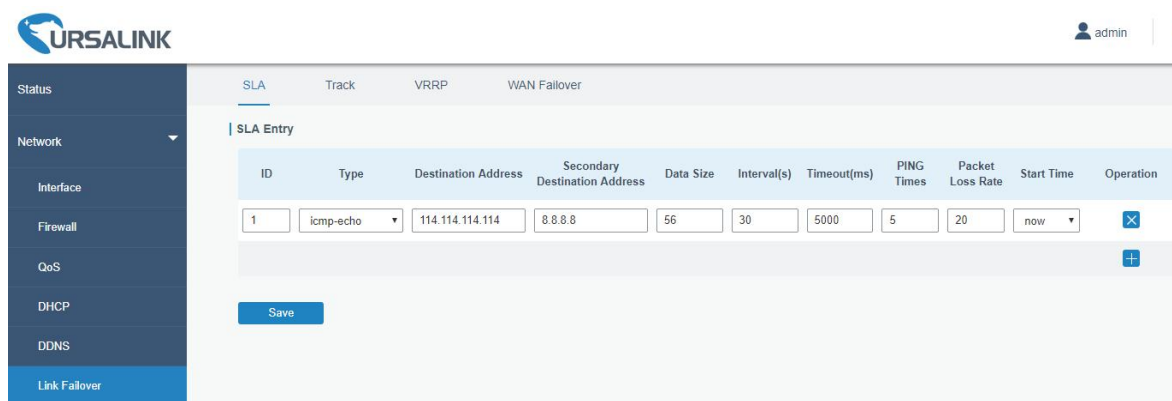 URSALINK
admin
Status
SLA Track VRRP WAN Failover
SLA Entry
Network
ID Type Destination Address Secondary Destination Address Data Size Interval(s) Timeout(ms) PING Times Packet Loss Rate Start Time Operation
Interface
1 icmp-echo 114.114.114.114 8.8.8.8 56 30 5000 5 20 now
Firewall
QoS
DHCP
Save
DDNS
Link Failover